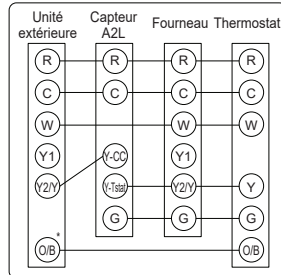 Unité extérieure
Capteur A2L
Fourneau
Thermostat
R R R R
C C C C
W W W
Y1 Y-CC Y1
Y2/Y Y-Tstat Y2/Y Y
G G G
* O/B O/B